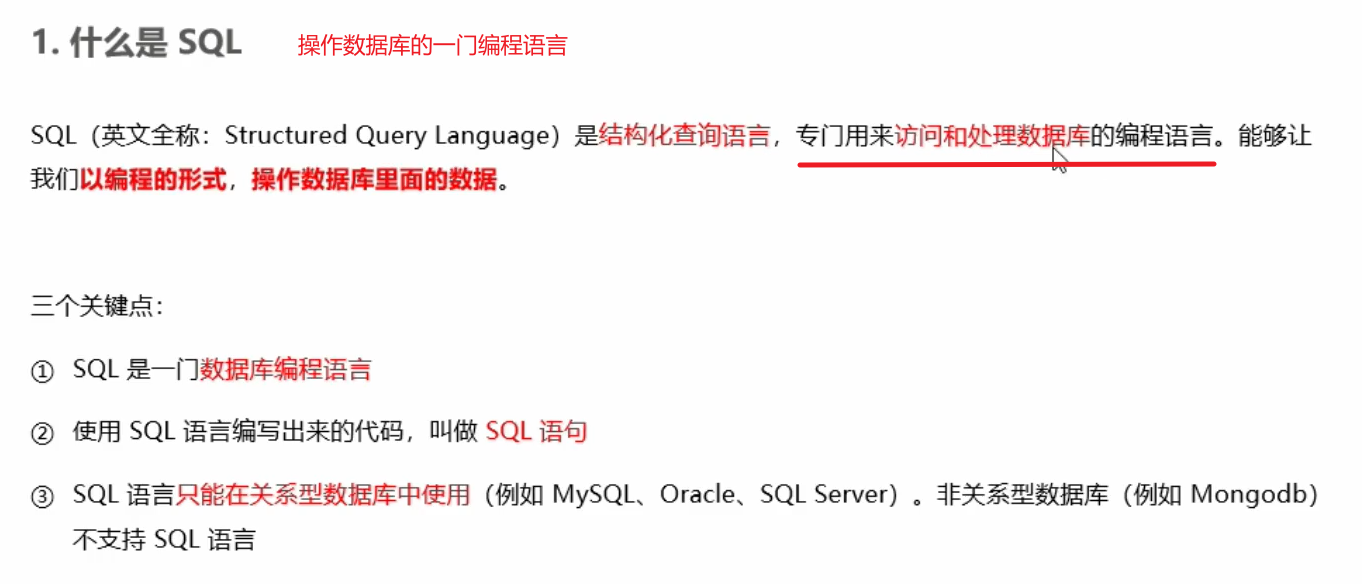 1. 什么是 SQL 操作数据库的一门编程语言
SQL（英文全称：Structured Query Language）是结构化查询语言，专门用来访问和处理数据库的编程语言。能够让
我们以编程的形式，操作数据库里面的数据。
三个关键点：
① SQL 是一门数据库编程语言
② 使用 SQL 语言编写出来的代码，叫做 SQL 语句
③ SQL 语言只能在关系型数据库中使用（例如 MySQL、Oracle、SQL Server）。非关系型数据库（例如 Mongodb）
不支持 SQL 语言